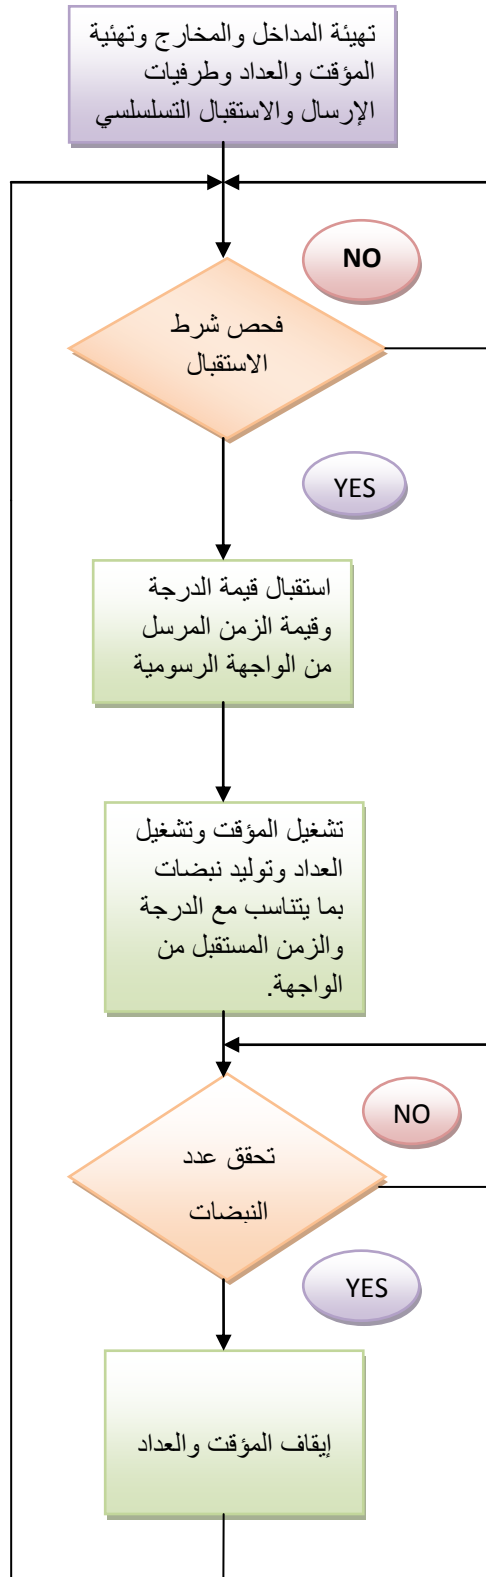 تهيئة المداخل والمخارج وتهئية
المؤقت والعداد وطرفيات
الإرسال والاستقبال التسلسلسي
NO
فحص شرط
الاستقبال
YES
استقبال قيمة الدرجة
وقيمة الزمن المرسل
من الواجهة الرسومية
تشغيل المؤقت وتشغيل
العداد وتوليد نبضات
بما يتناسب مع الدرجة
والزمن المستقبل من
الواجهة.
NO
تحقق عدد
النبضات
YES
إيقاف المؤقت والعداد